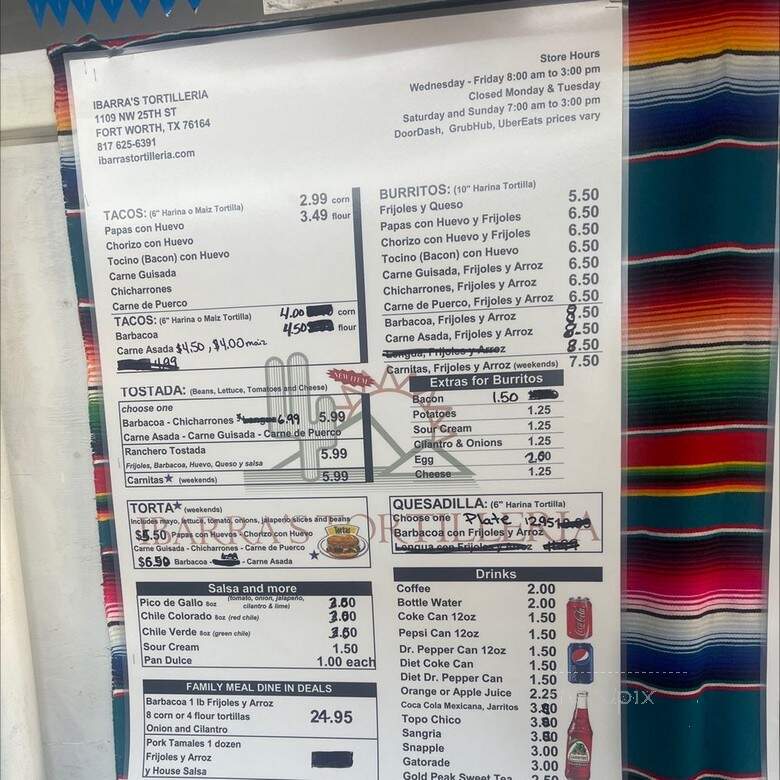 IBARRA'S TORTILLERIA
1109 NW 25TH ST
FORT WORTH, TX 76164
817 625-6391
ibarrastortilleria.com
Store Hours
Wednesday - Friday 8:00 am to 3:00 pm
Closed Monday & Tuesday
Saturday and Sunday 7:00 am to 3:00 pm
DoorDash, GrubHub, UberEats prices vary
TACOS: (6" Harina o Maiz Tortilla) 2.99 corn
3.49 flour
Papas con Huevo
Chorizo con Huevo
Tocino (Bacon) con Huevo
Carne Guisada
Chicharrones
Carne de Puerco
TACOS: (6" Harina o Maiz Tortilla) 4.00 corn
Barbacoa 4.50 flour
Carne Asada $4.50, $4.00 maiz
4.99
BURRITOS: (10" Harina Tortilla)
Frijoles y Queso 5.50
Papas con Huevo y Frijoles 6.50
Chorizo con Huevo y Frijoles 6.50
Tocino (Bacon) con Huevo 6.50
Carne Guisada, Frijoles y Arroz 6.50
Chicharrones, Frijoles y Arroz 6.50
Carne de Puerco, Frijoles y Arroz 6.50
Barbacoa, Frijoles y Arroz 8.50
Carne Asada, Frijoles y Arroz 8.50
Lengua, Frijoles y Arroz 8.50
Carnitas, Frijoles y Arroz (weekends) 7.50
NEW ITEM
TOSTADA: (Beans, Lettuce, Tomatoes and Cheese)
choose one
Barbacoa - Chicharrones 6.99 5.99
Carne Asada - Carne Guisada - Carne de Puerco
Ranchero Tostada 5.99
Frijoles, Barbacoa, Huevo, Queso y salsa
Carnitas★ (weekends) 5.99
Extras for Burritos
Bacon 1.50
Potatoes 1.25
Sour Cream 1.25
Cilantro & Onions 1.25
Egg 2.00
Cheese 1.25
TORTA★ (weekends)
Includes mayo, lettuce, tomato, onions, jalapeno slices and beans
$5.50 Papas con Huevos - Chorizo con Huevo
Carne Guisada - Chicharrones - Carne de Puerco
$6.50 Barbacoa - - Carne Asada
Tortas
QUESADILLA: (6" Harina Tortilla)
Choose one Plate 12.95
Barbacoa con Frijoles y Arroz
Lengua con Frijoles y Arroz
IBARRA'S TORTILLERIA
Salsa and more
Pico de Gallo 8oz (tomato, onion, jalapeño, cilantro & lime)
Chile Colorado 8oz (red chile)
Chile Verde 8oz (green chile)
Sour Cream 1.50
Pan Dulce 1.00 each
FAMILY MEAL DINE IN DEALS
Barbacoa 1 lb Frijoles y Arroz
8 corn or 4 flour tortillas 24.95
Onion and Cilantro
Pork Tamales 1 dozen
Frijoles y Arroz
y House Salsa
Drinks
Coffee 2.00
Bottle Water 2.00
Coke Can 12oz 1.50
Pepsi Can 12oz 1.50
Dr. Pepper Can 12oz 1.50
Diet Coke Can 1.50
Diet Dr. Pepper Can 1.50
Orange or Apple Juice 2.25
Coca Cola Mexicana, Jarritos
Topo Chico
Sangria
Snapple 3.00
Gatorade 3.00
Gold Peak Sweet Tea
Coca-Cola